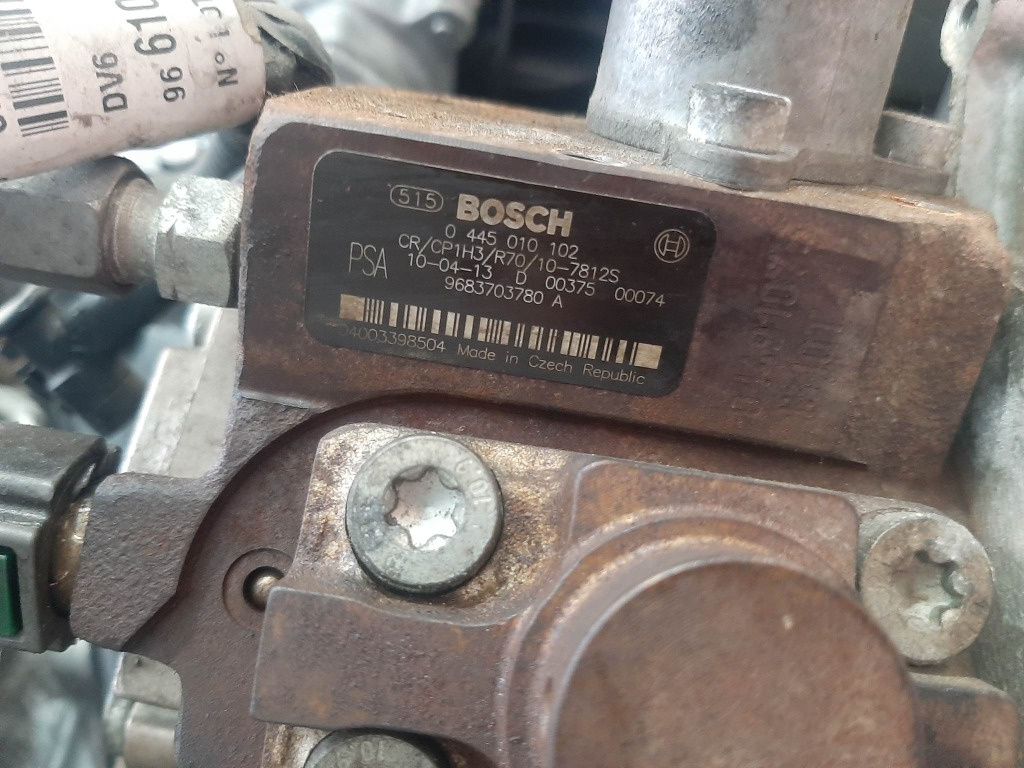 DV6
96 610
N°
515 BOSCH
0 445 010 102
CR/CP1H3/R70/10-7812S
PSA 10-04-13 D 00375 00074
9683703780 A
04003398504 Made in Czech Republic